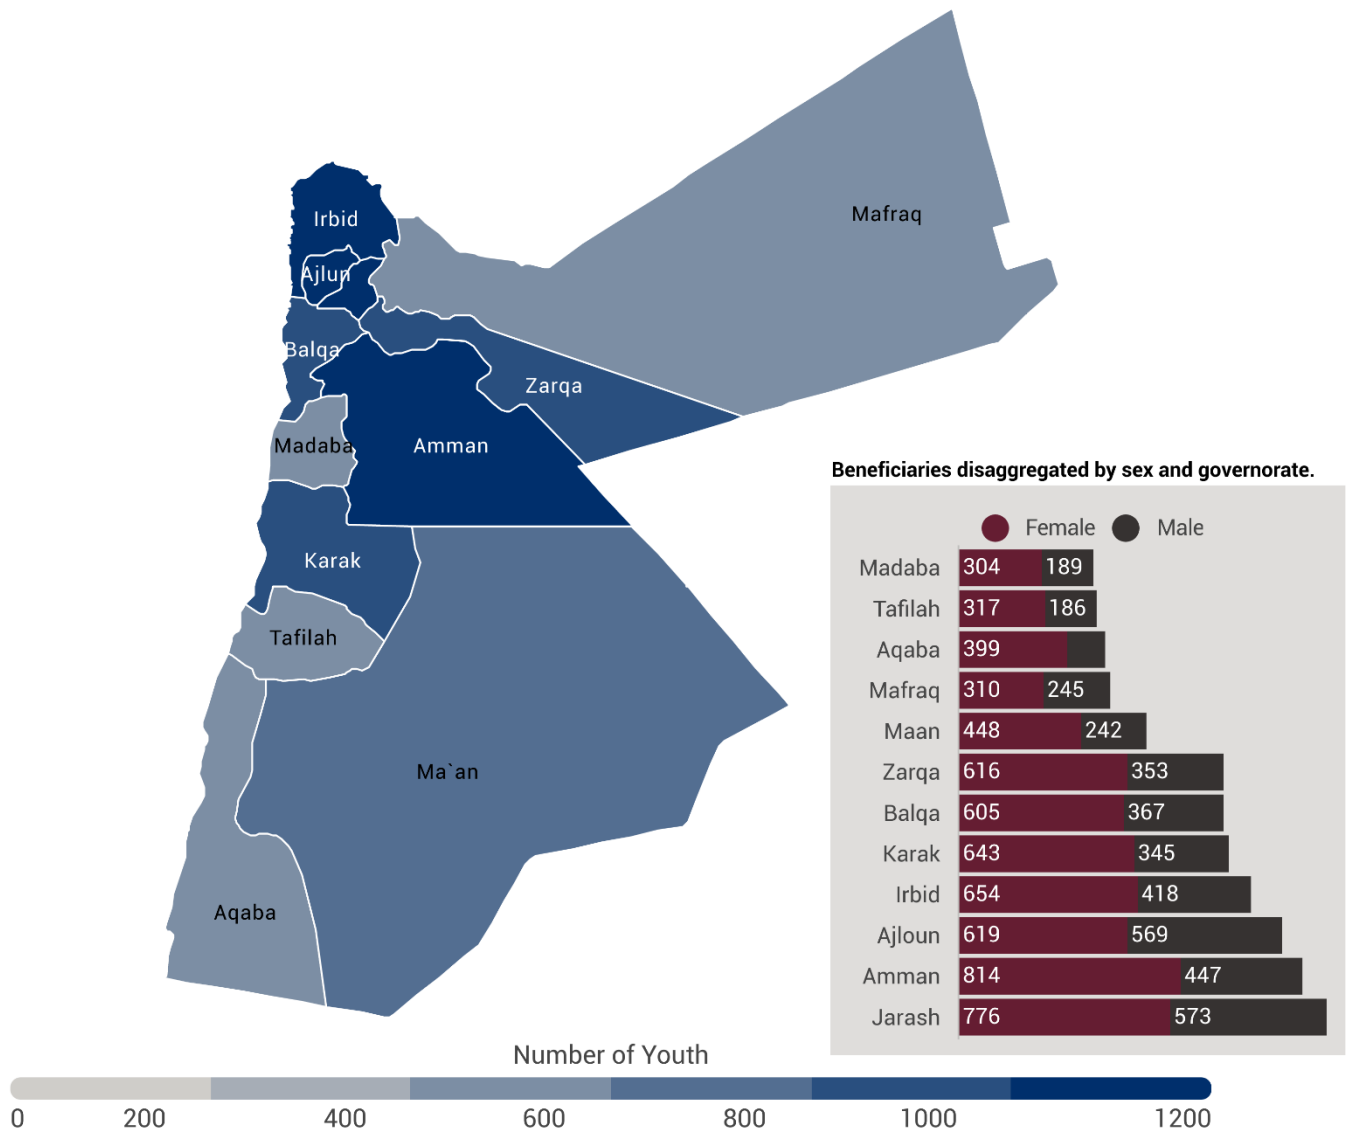 Irbid
Mafraq
Ajlun
Balqa
Zarqa
Madaba
Amman
Karak
Tafilah
Ma`an
Aqaba
Beneficiaries disaggregated by sex and governorate.
Female Male
Madaba 304 189
Tafilah 317 186
Aqaba 399
Mafraq 310 245
Maan 448 242
Zarqa 616 353
Balqa 605 367
Karak 643 345
Irbid 654 418
Ajloun 619 569
Amman 814 447
Jarash 776 573
Number of Youth
0 200 400 600 800 1000 1200